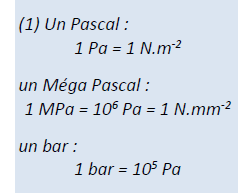 (1) Un Pascal :
1 Pa = 1 N.m⁻²
un Méga Pascal :
1 MPa = 10⁶ Pa = 1 N.mm⁻²
un bar :
1 bar = 10⁵ Pa